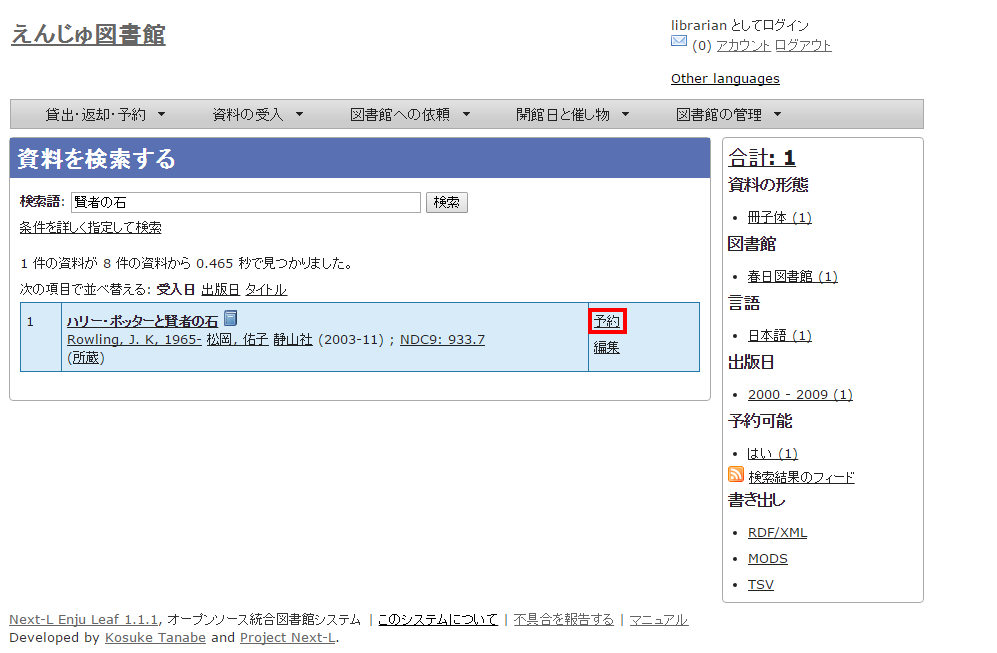 えんじゅ図書館
librarian としてログイン
(0) アカウント ログアウト
Other languages
貸出・返却・予約 ▼ 資料の受入 ▼ 図書館への依頼 ▼ 開館日と催し物 ▼ 図書館の管理 ▼
資料を検索する
検索語: 賢者の石 検索
条件を詳しく指定して検索
1 件の資料が 8 件の資料から 0.465 秒で見つかりました。
次の項目で並べ替える: 受入日 出版日 タイトル
1 ハリー・ポッターと賢者の石 予約
Rowling, J. K, 1965- 松岡, 佑子 静山社 (2003-11) ; NDC9: 933.7
編集
(所蔵)
合計: 1
資料の形態
• 冊子体 (1)
図書館
• 春日図書館 (1)
言語
• 日本語 (1)
出版日
• 2000 - 2009 (1)
予約可能
• はい (1)
検索結果のフィード
書き出し
• RDF/XML
• MODS
• TSV
Next-L Enju Leaf 1.1.1, オープンソース統合図書館システム | このシステムについて | 不具合を報告する | マニュアル
Developed by Kosuke Tanabe and Project Next-L.